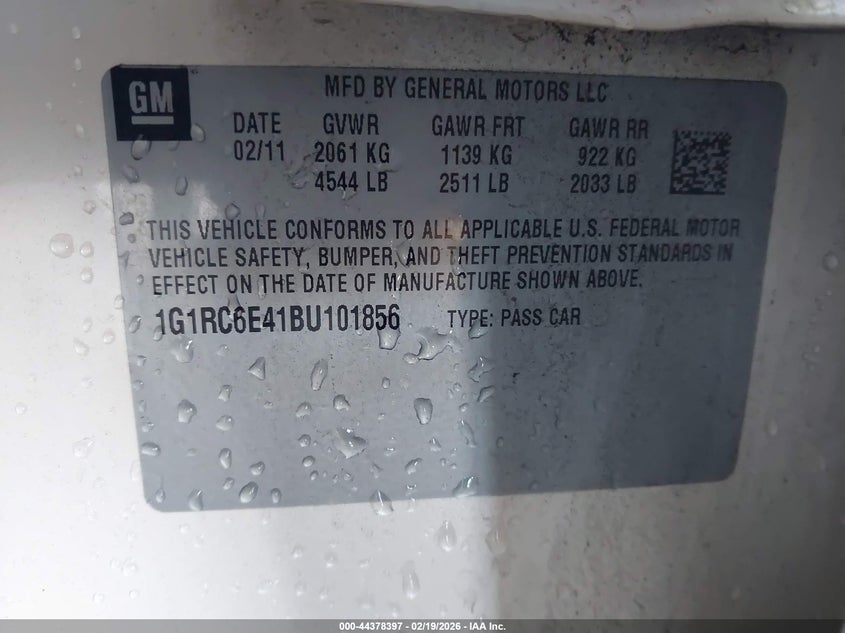 GM
MFD BY GENERAL MOTORS LLC
DATE GVWR GAWR FRT GAWR RR
02/11 2061 KG 1139 KG 922 KG
4544 LB 2511 LB 2033 LB
THIS VEHICLE CONFORMS TO ALL APPLICABLE U.S. FEDERAL MOTOR
VEHICLE SAFETY, BUMPER, AND THEFT PREVENTION STANDARDS IN
EFFECT ON THE DATE OF MANUFACTURE SHOWN ABOVE.
1G1RC6E41BU101856 TYPE: PASS CAR
000-44378397 - 02/19/2026 - IAA Inc.